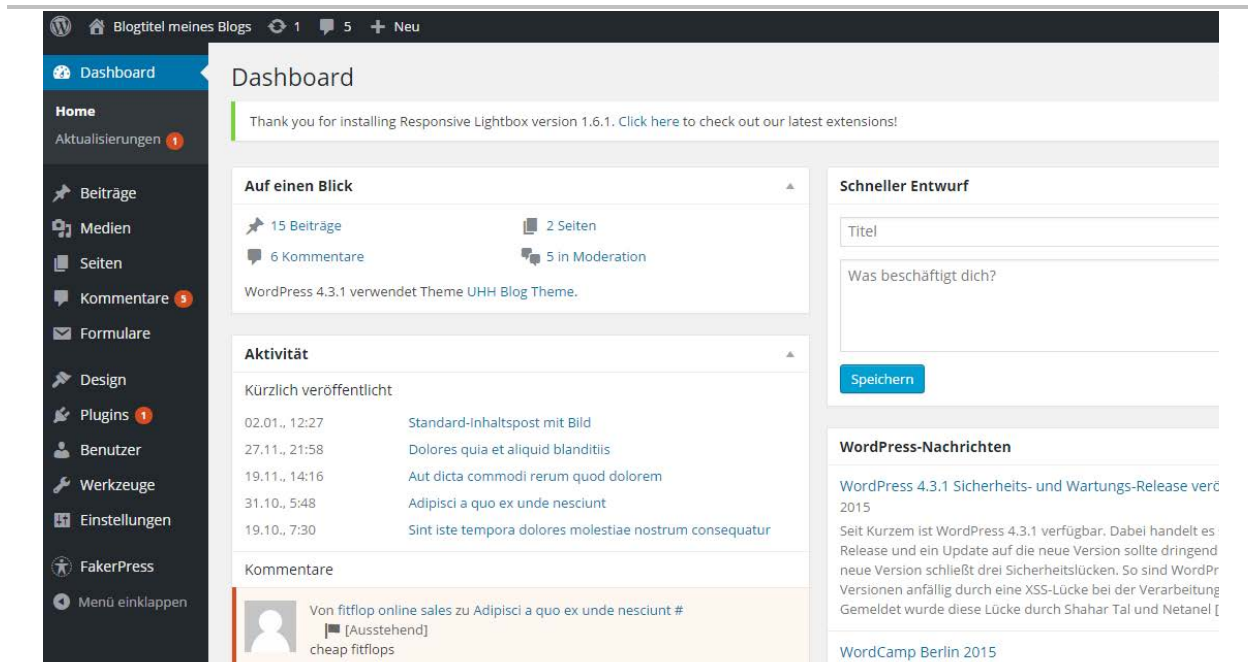 Blogtitel meines Blogs 1 5 + Neu
Dashboard
Home
Aktualisierungen 1
Beiträge
Medien
Seiten
Kommentare 5
Formulare
Design
Plugins 1
Benutzer
Werkzeuge
Einstellungen
FakerPress
Menü einklappen
Dashboard
Thank you for installing Responsive Lightbox version 1.6.1. Click here to check out our latest extensions!
Auf einen Blick
15 Beiträge 2 Seiten
6 Kommentare 5 in Moderation
WordPress 4.3.1 verwendet Theme UHH Blog Theme.
Aktivität
Kürzlich veröffentlicht
02.01., 12:27 Standard-Inhaltspost mit Bild
27.11., 21:58 Dolores quia et aliquid blanditiis
19.11., 14:16 Aut dicta commodi rerum quod dolorem
31.10., 5:48 Adipisci a quo ex unde nesciunt
19.10., 7:30 Sint iste tempora dolores molestiae nostrum consequatur
Kommentare
Von fitflop online sales zu Adipisci a quo ex unde nesciunt #
[Ausstehend]
cheap fitflops
Schneller Entwurf
Titel
Was beschäftigt dich?
Speichern
WordPress-Nachrichten
WordPress 4.3.1 Sicherheits- und Wartungs-Release verö
2015
Seit Kurzem ist WordPress 4.3.1 verfügbar. Dabei handelt es
Release und ein Update auf die neue Version sollte dringend
neue Version schließt drei Sicherheitslücken. So sind WordPr
Versionen anfällig durch eine XSS-Lücke bei der Verarbeitung
Gemeldet wurde diese Lücke durch Shahar Tal und Netanel [
WordCamp Berlin 2015